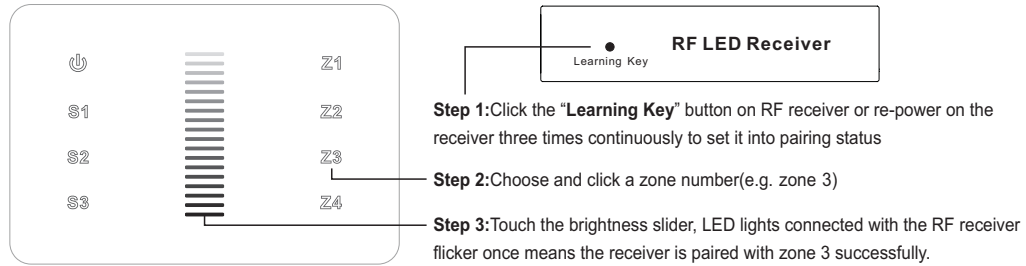 RF LED Receiver
Learning Key
Z1
S1
Z2
S2
Z3
S3
Z4
Step 1:Click the “Learning Key” button on RF receiver or re-power on the
receiver three times continuously to set it into pairing status
Step 2:Choose and click a zone number(e.g. zone 3)
Step 3:Touch the brightness slider, LED lights connected with the RF receiver
flicker once means the receiver is paired with zone 3 successfully.